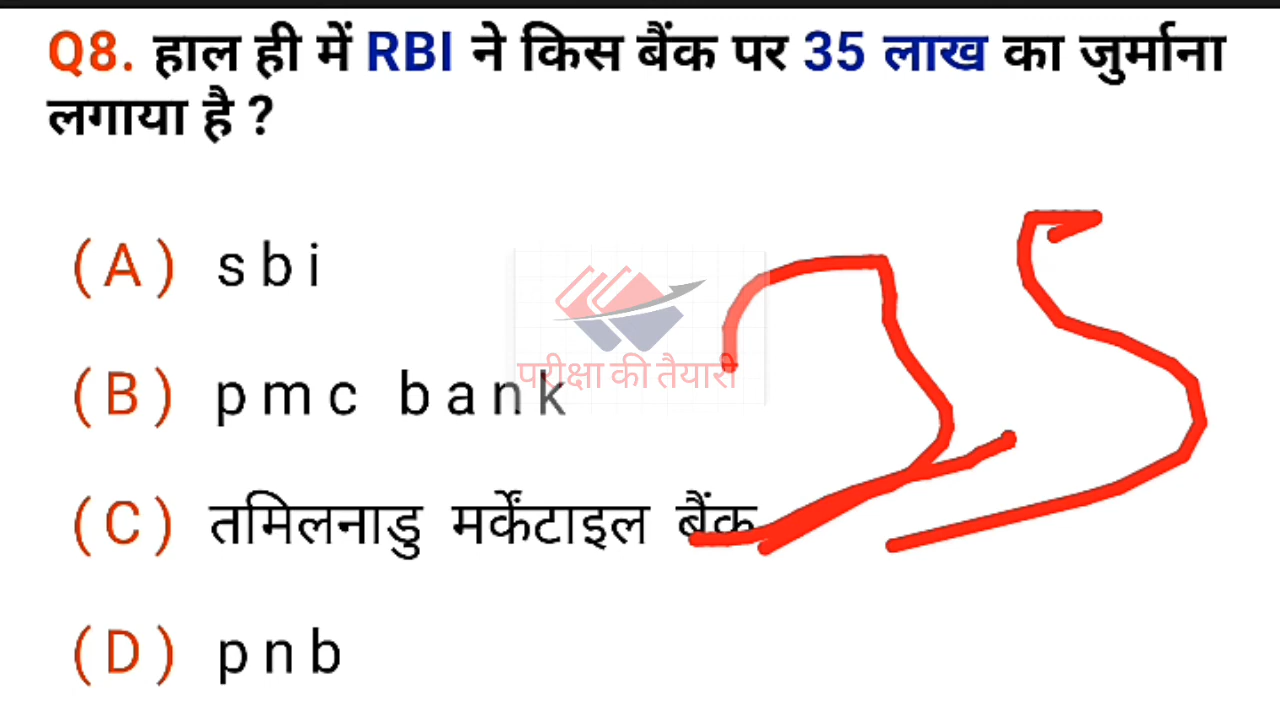 Q8. हाल ही में RBI ने किस बैंक पर 35 लाख का जुर्माना
लगाया है ?
(A) sbi
परीक्षा की तैयारी
(B) pmc bank
(C) तमिलनाडु मर्केंटाइल बैंक
(D) pnb